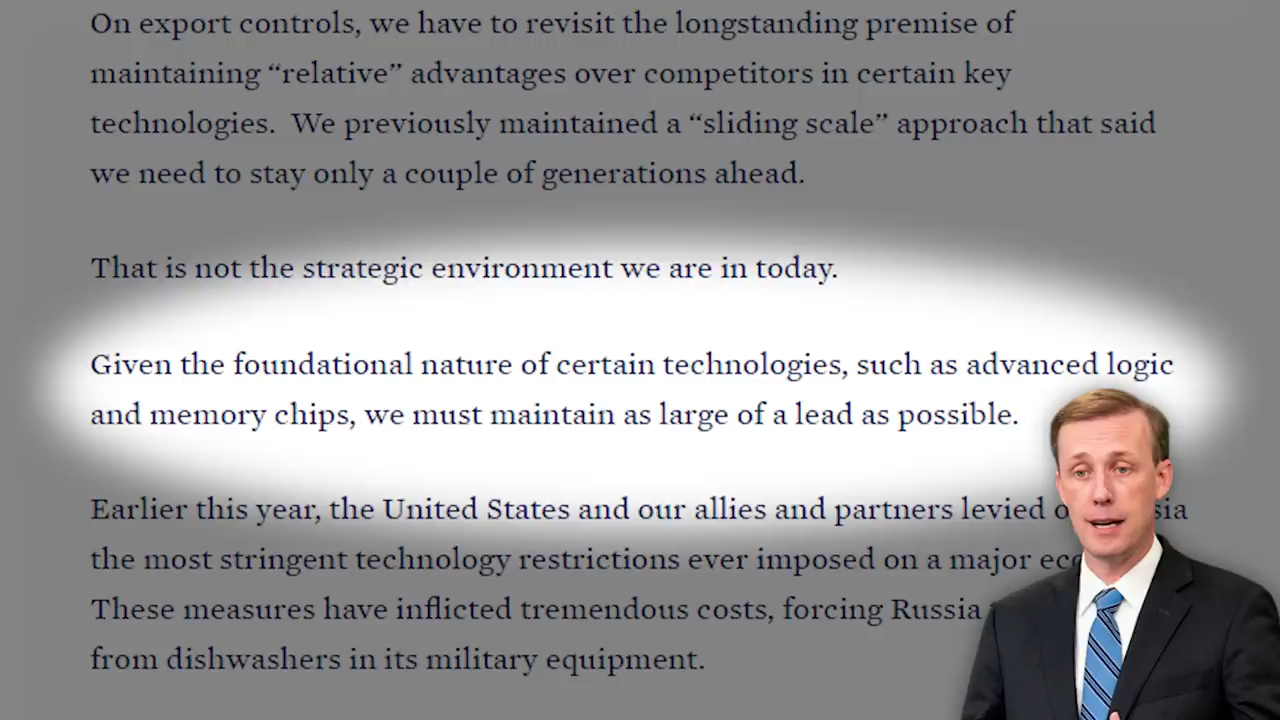 On export controls, we have to revisit the longstanding premise of
maintaining “relative” advantages over competitors in certain key
technologies.  We previously maintained a “sliding scale” approach that said
we need to stay only a couple of generations ahead.
That is not the strategic environment we are in today.
Given the foundational nature of certain technologies, such as advanced logic
and memory chips, we must maintain as large of a lead as possible.
Earlier this year, the United States and our allies and partners levied
the most stringent technology restrictions ever imposed on a major
These measures have inflicted tremendous costs, forcing Russia
from dishwashers in its military equipment.